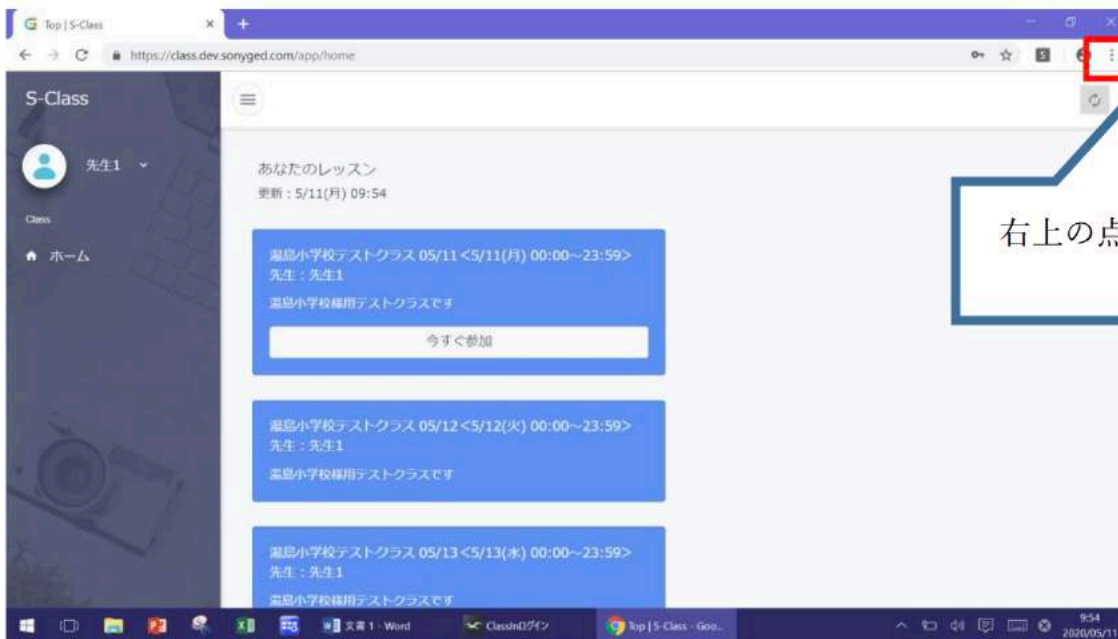 Top | S-Class
https://class.dev.sonyged.com/app/home
S-Class
先生1
Class
ホーム
あなたのレッスン
更新：5/11(月) 09:54
湯島小学校テストクラス 05/11<5/11(月) 00:00～23:59>
先生：先生1
湯島小学校様用テストクラスです
今すぐ参加
湯島小学校テストクラス 05/12<5/12(火) 00:00～23:59>
先生：先生1
湯島小学校様用テストクラスです
湯島小学校テストクラス 05/13<5/13(水) 00:00～23:59>
先生：先生1
湯島小学校様用テストクラスです
右上の点
文書 1 - Word
ClassInログイン
Top | S-Class - Goo...
9:54
2020/05/11